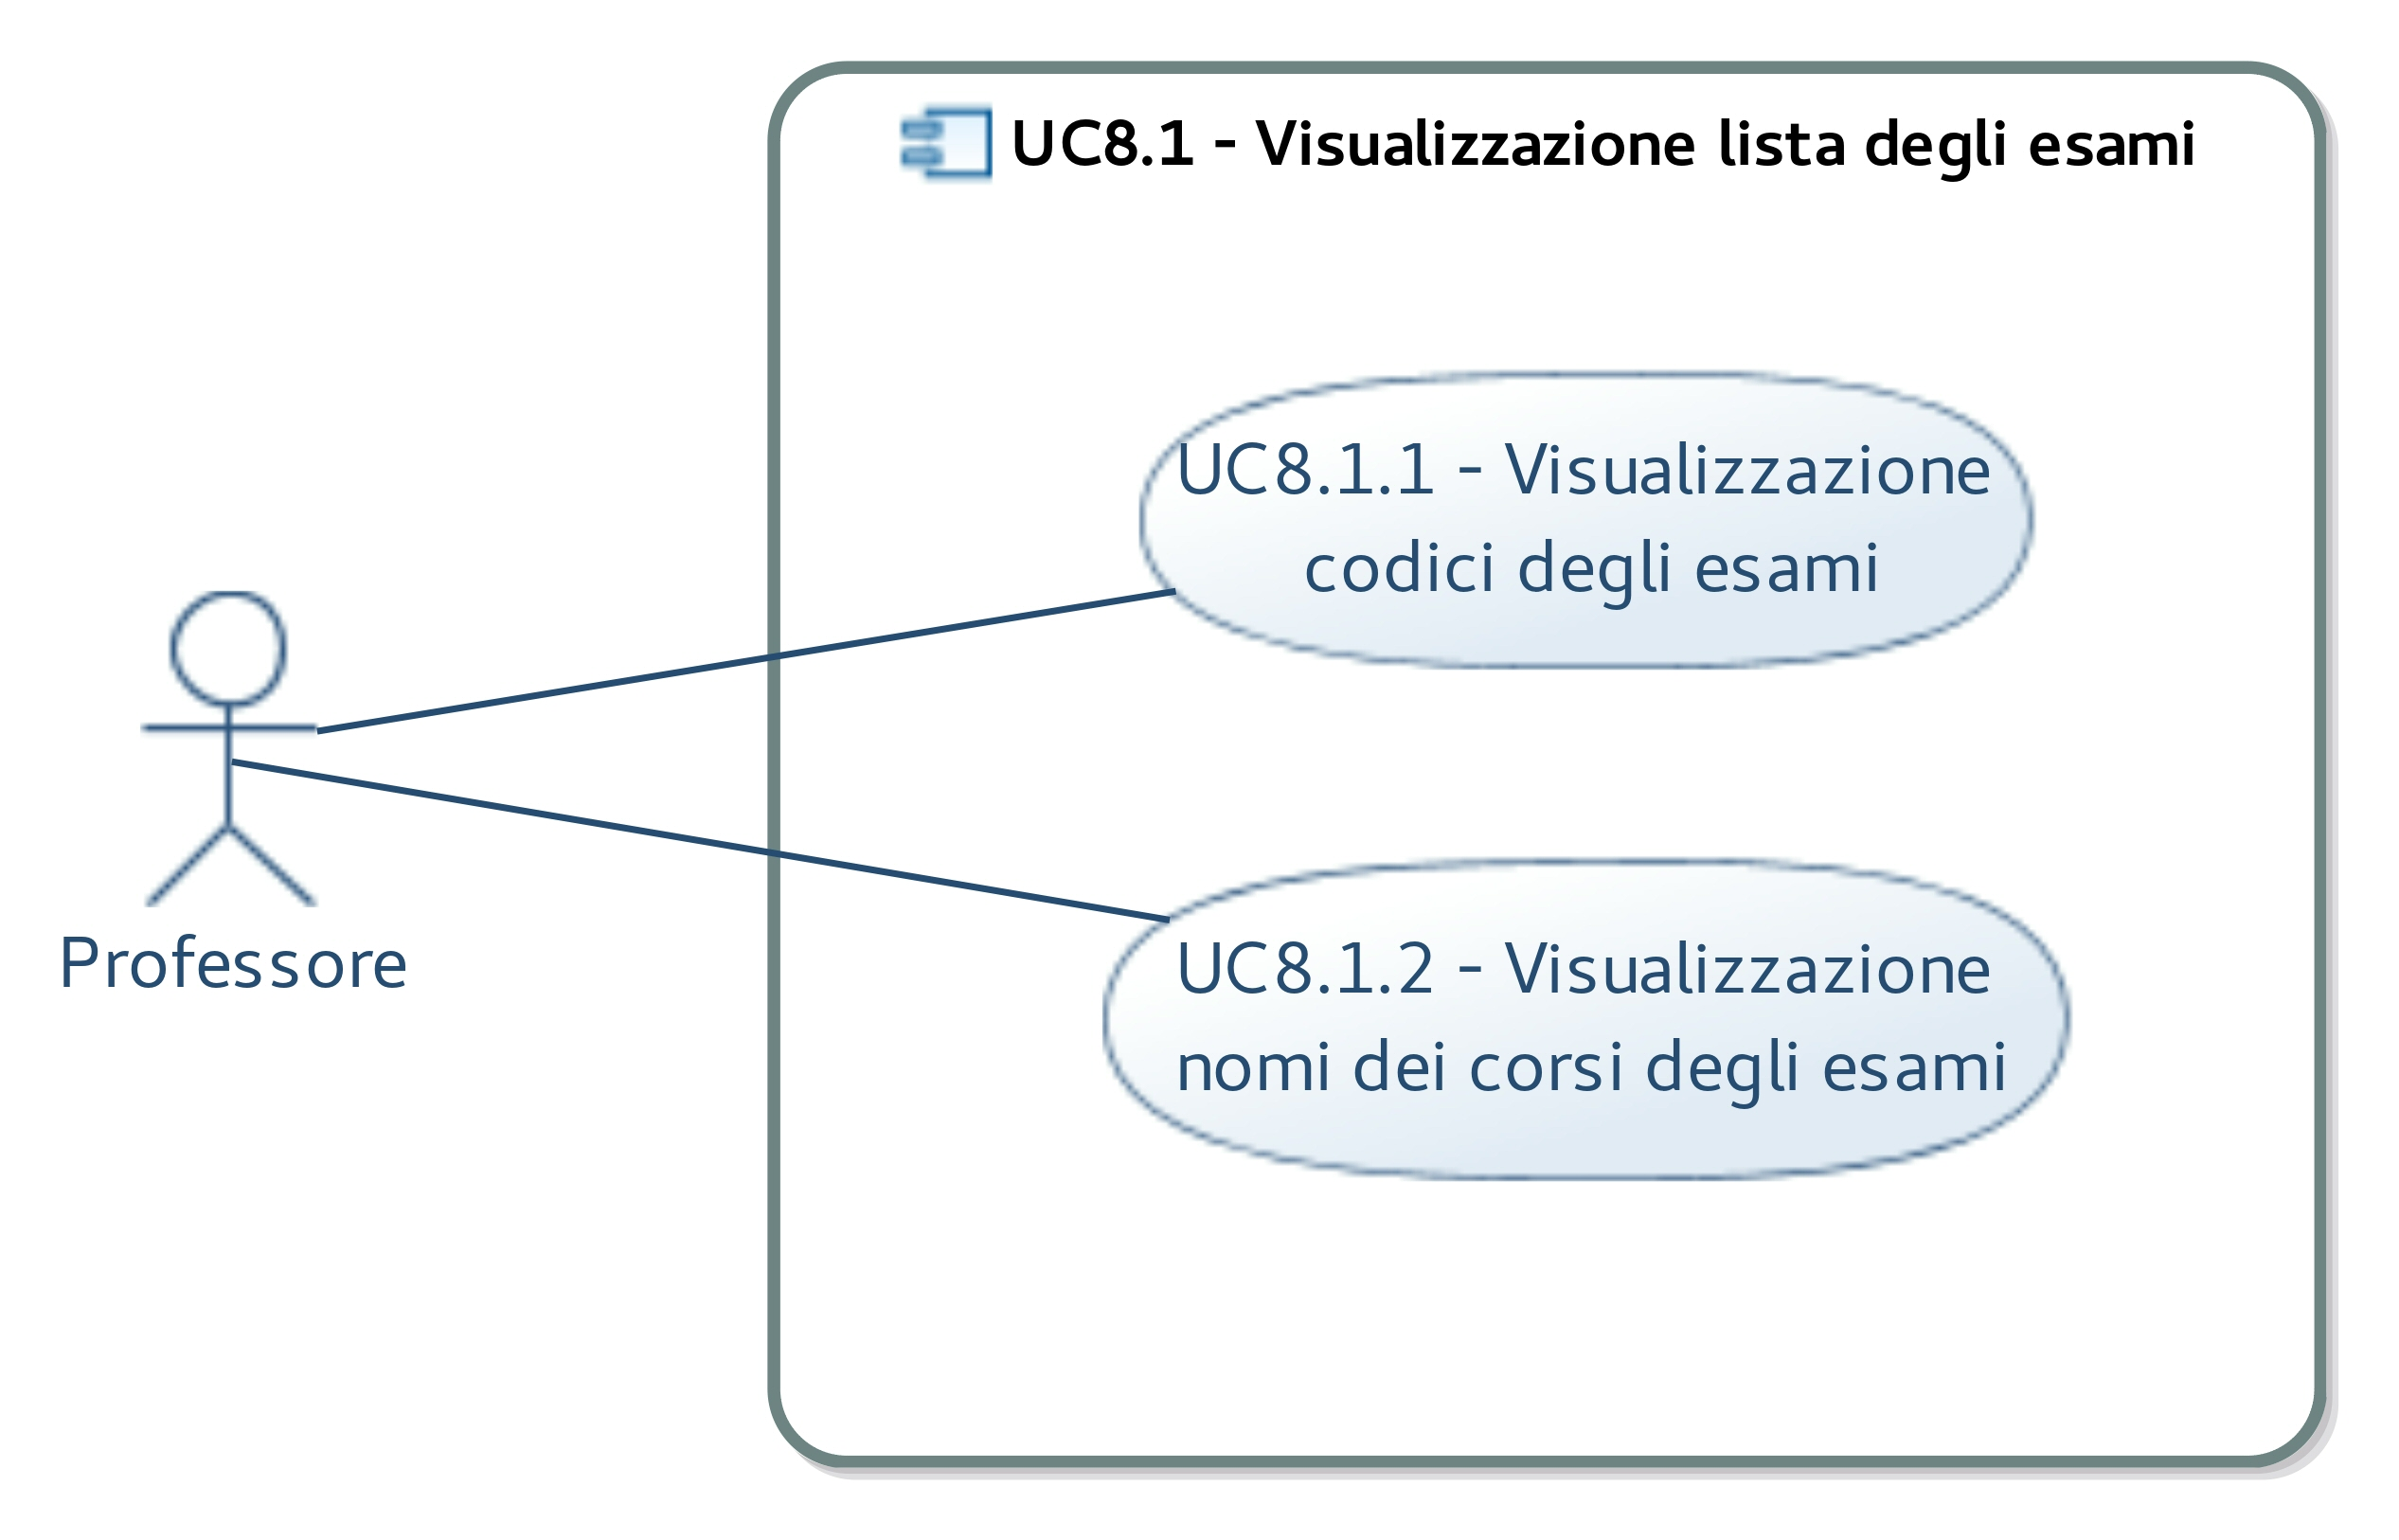 UC8.1 - Visualizzazione lista degli esami
UC8.1.1 - Visualizzazione
codici degli esami
Professore
UC8.1.2 - Visualizzazione
nomi dei corsi degli esami